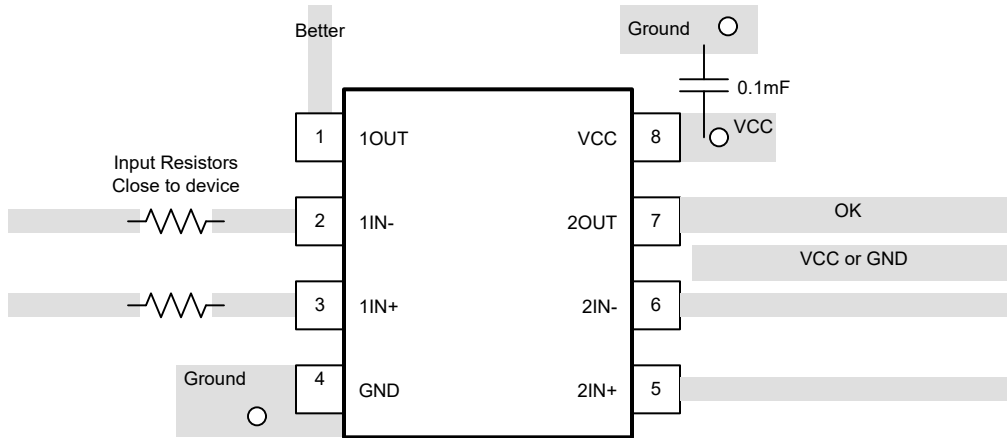 Better
Ground
0.1mF
1
1OUT
VCC
8
VCC
Input Resistors
Close to device
2
1IN-
2OUT
7
OK
VCC or GND
3
1IN+
2IN-
6
Ground
4
GND
2IN+
5